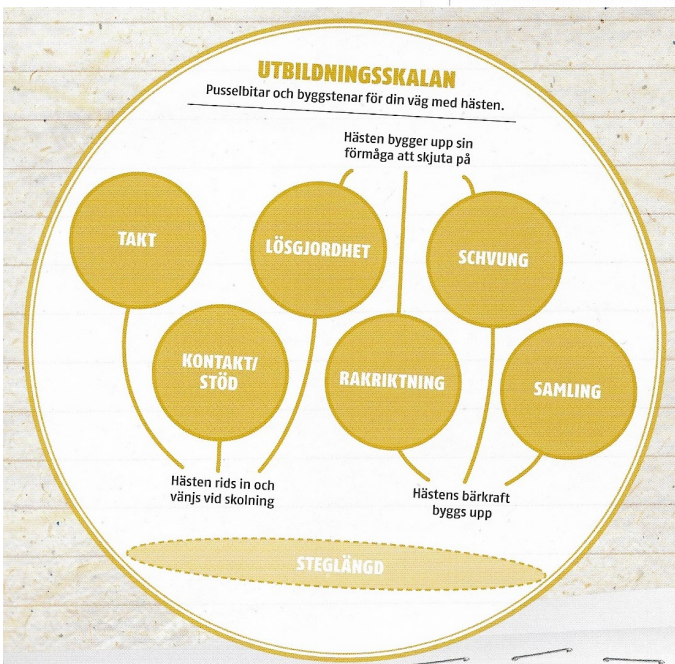 UTBILDNINGSSKALAN
Pusselbitar och byggstenar för din väg med hästen.
Hästen bygger upp sin
förmåga att skjuta på
TAKT
LÖSGJORDHET
SCHVUNG
KONTAKT/
STÖD
RAKRIKTNING
SAMLING
Hästen rids in och
vänjs vid skolning
Hästens bärkraft
byggs upp
STEGLÄNGD